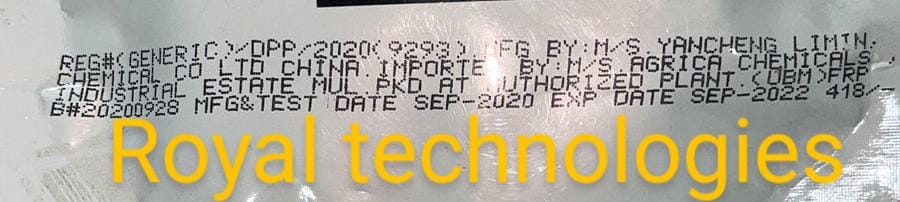 REG#(GENERIC)/DPP/2020(9293) MFG BY:M/S.YANCHENG LIMIN.
CHEMICAL CO LTD CHINA.IMPORTE BY:M/S.AGRICA CHEMICALS,
INDUSTRIAL ESTATE MUL.PKD AT AUTHORIZED PLANT.(DBM)FRP
B#20200928 MFG&TEST DATE SEP-2020 EXP DATE SEP-2022 418/-
Royal technologies